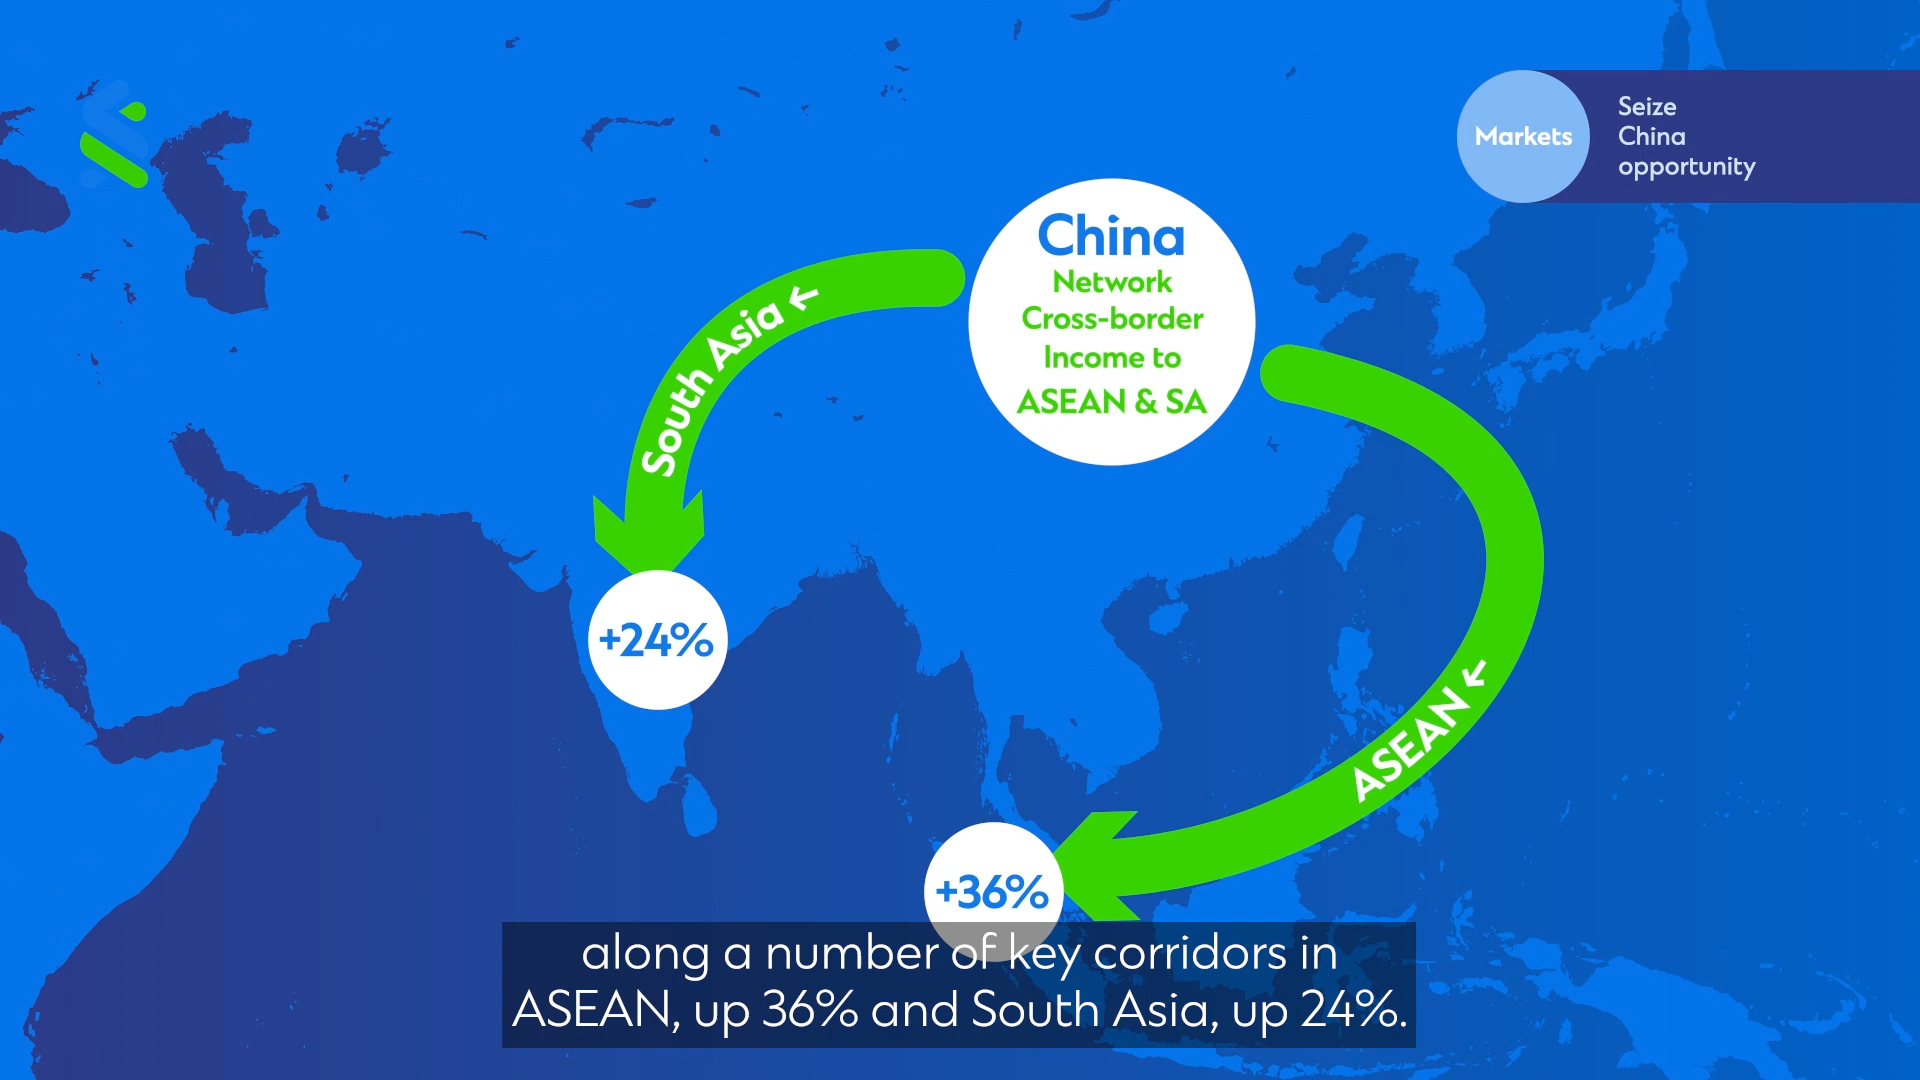 Markets
Seize
China
opportunity
China
Network
Cross-border
Income to
ASEAN & SA
South Asia ←
+24%
ASEAN ←
+36%
along a number of key corridors in
ASEAN, up 36% and South Asia, up 24%.